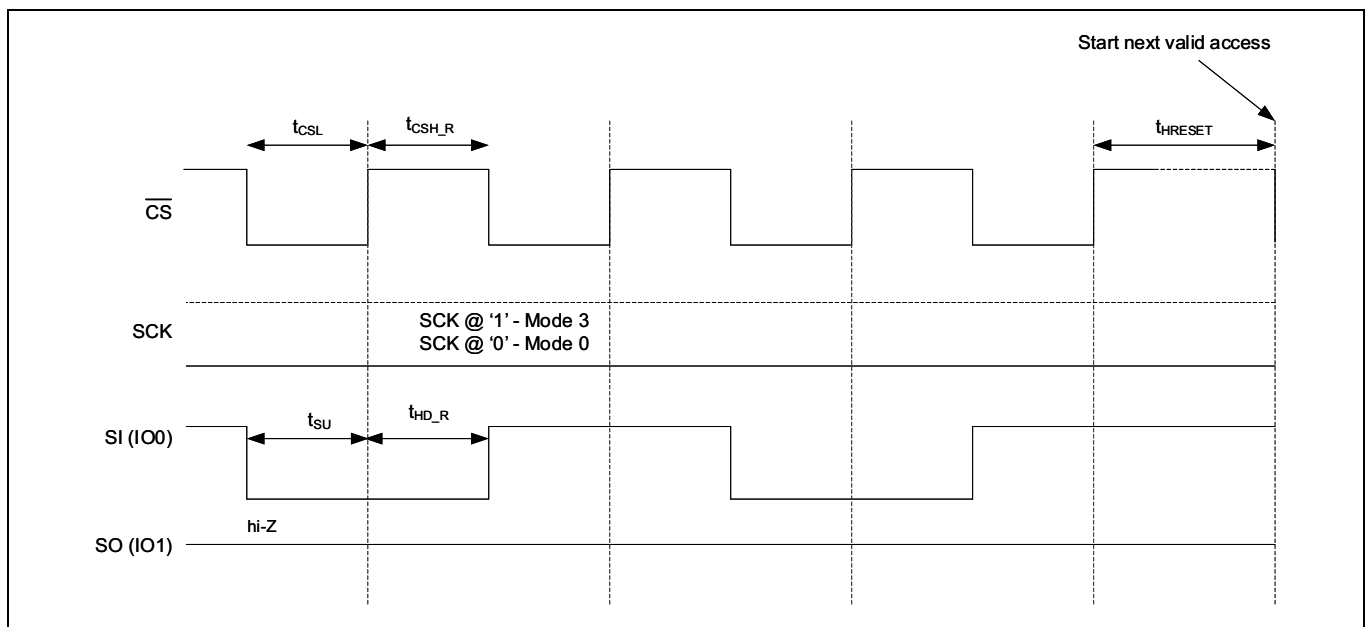 Start next valid access
tCSL
tCSH_R
tHRESET
CS
SCK @ '1' - Mode 3
SCK
SCK @ '0' - Mode 0
tSU
tHD_R
SI (IO0)
hi-Z
SO (IO1)